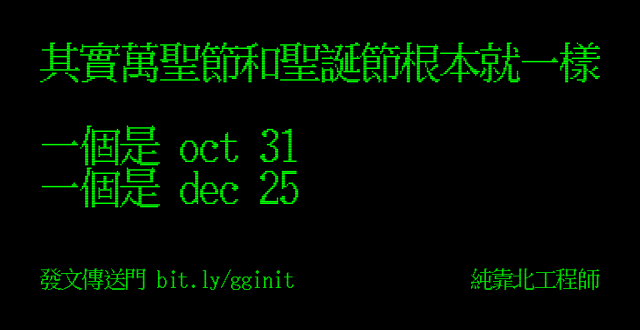 其實萬聖節和聖誕節根本就一樣
一個是 oct 31
一個是 dec 25
發文傳送門 bit.ly/gginit
純靠北工程師